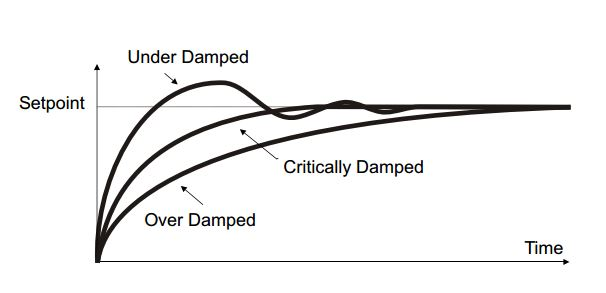 Under Damped
Setpoint
Critically Damped
Over Damped
Time